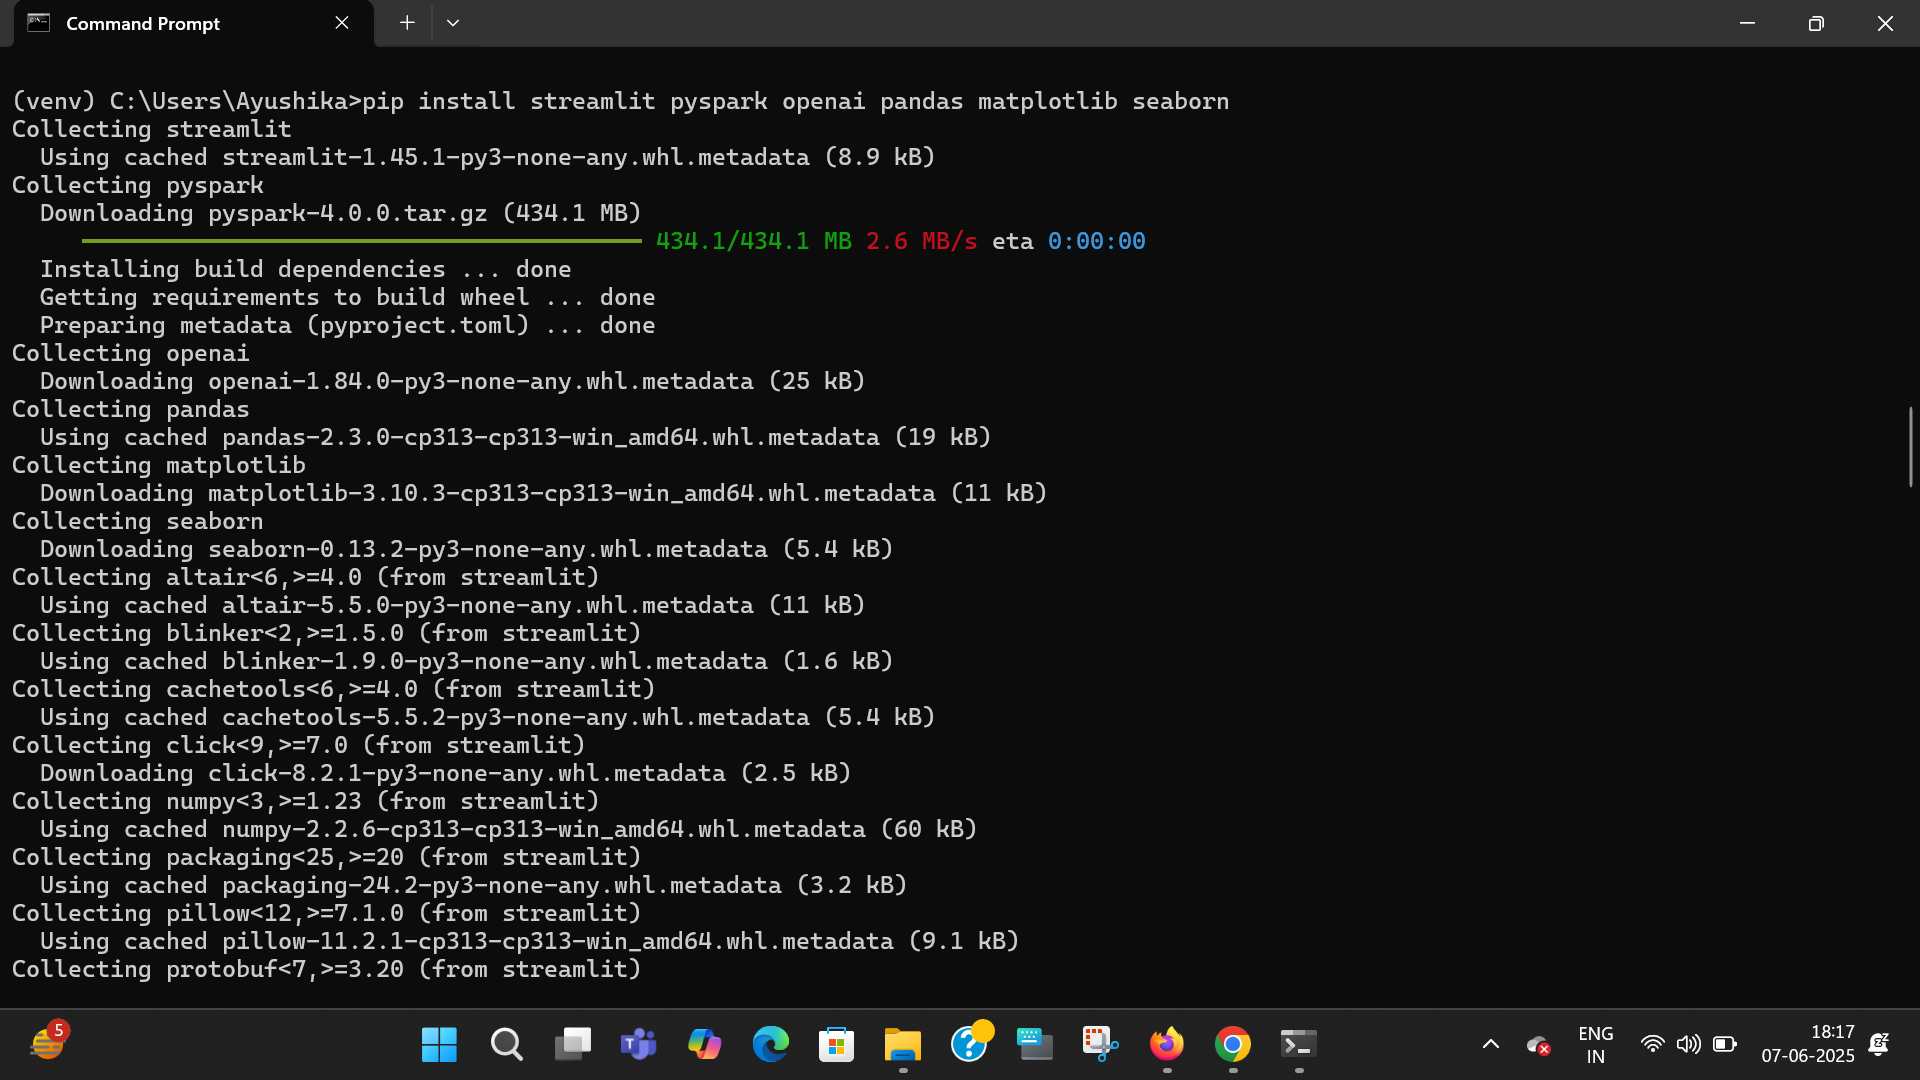 Command Prompt
(venv) C:\Users\Ayushika>pip install streamlit pyspark openai pandas matplotlib seaborn
Collecting streamlit
  Using cached streamlit-1.45.1-py3-none-any.whl.metadata (8.9 kB)
Collecting pyspark
  Downloading pyspark-4.0.0.tar.gz (434.1 MB)
     434.1/434.1 MB 2.6 MB/s eta 0:00:00
  Installing build dependencies ... done
  Getting requirements to build wheel ... done
  Preparing metadata (pyproject.toml) ... done
Collecting openai
  Downloading openai-1.84.0-py3-none-any.whl.metadata (25 kB)
Collecting pandas
  Using cached pandas-2.3.0-cp313-cp313-win_amd64.whl.metadata (19 kB)
Collecting matplotlib
  Downloading matplotlib-3.10.3-cp313-cp313-win_amd64.whl.metadata (11 kB)
Collecting seaborn
  Downloading seaborn-0.13.2-py3-none-any.whl.metadata (5.4 kB)
Collecting altair<6,>=4.0 (from streamlit)
  Using cached altair-5.5.0-py3-none-any.whl.metadata (11 kB)
Collecting blinker<2,>=1.5.0 (from streamlit)
  Using cached blinker-1.9.0-py3-none-any.whl.metadata (1.6 kB)
Collecting cachetools<6,>=4.0 (from streamlit)
  Using cached cachetools-5.5.2-py3-none-any.whl.metadata (5.4 kB)
Collecting click<9,>=7.0 (from streamlit)
  Downloading click-8.2.1-py3-none-any.whl.metadata (2.5 kB)
Collecting numpy<3,>=1.23 (from streamlit)
  Using cached numpy-2.2.6-cp313-cp313-win_amd64.whl.metadata (60 kB)
Collecting packaging<25,>=20 (from streamlit)
  Using cached packaging-24.2-py3-none-any.whl.metadata (3.2 kB)
Collecting pillow<12,>=7.1.0 (from streamlit)
  Using cached pillow-11.2.1-cp313-cp313-win_amd64.whl.metadata (9.1 kB)
Collecting protobuf<7,>=3.20 (from streamlit)
5
ENG
IN
18:17
07-06-2025